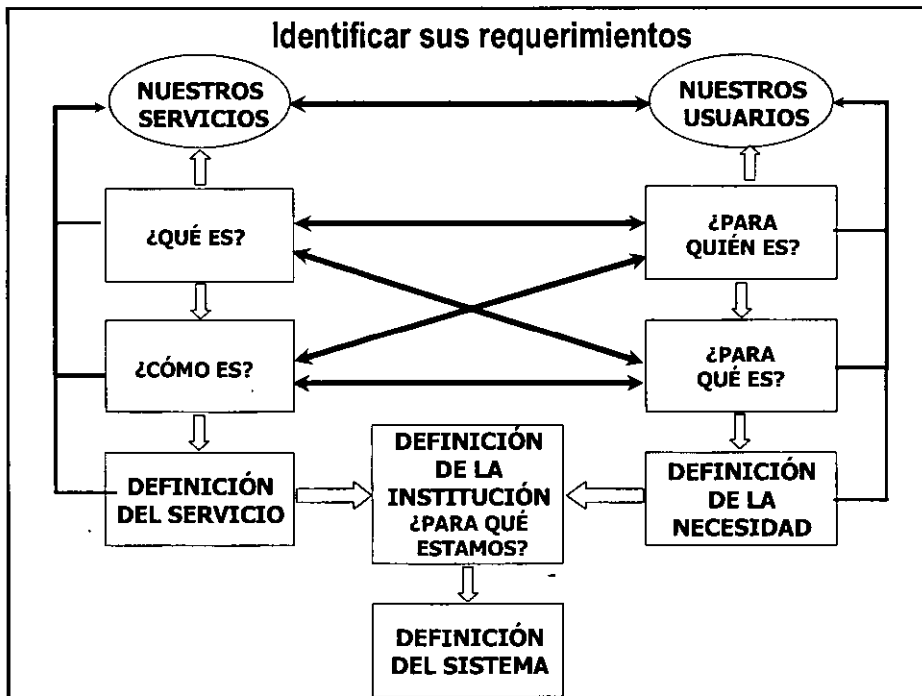 Identificar sus requerimientos
NUESTROS
SERVICIOS
NUESTROS
USUARIOS
¿QUÉ ES?
¿PARA
QUIÉN ES?
¿CÓMO ES?
¿PARA
QUÉ ES?
DEFINICIÓN
DEL SERVICIO
DEFINICIÓN
DE LA
INSTITUCIÓN
¿PARA QUÉ
ESTAMOS?
DEFINICIÓN
DE LA
NECESIDAD
DEFINICIÓN
DEL SISTEMA